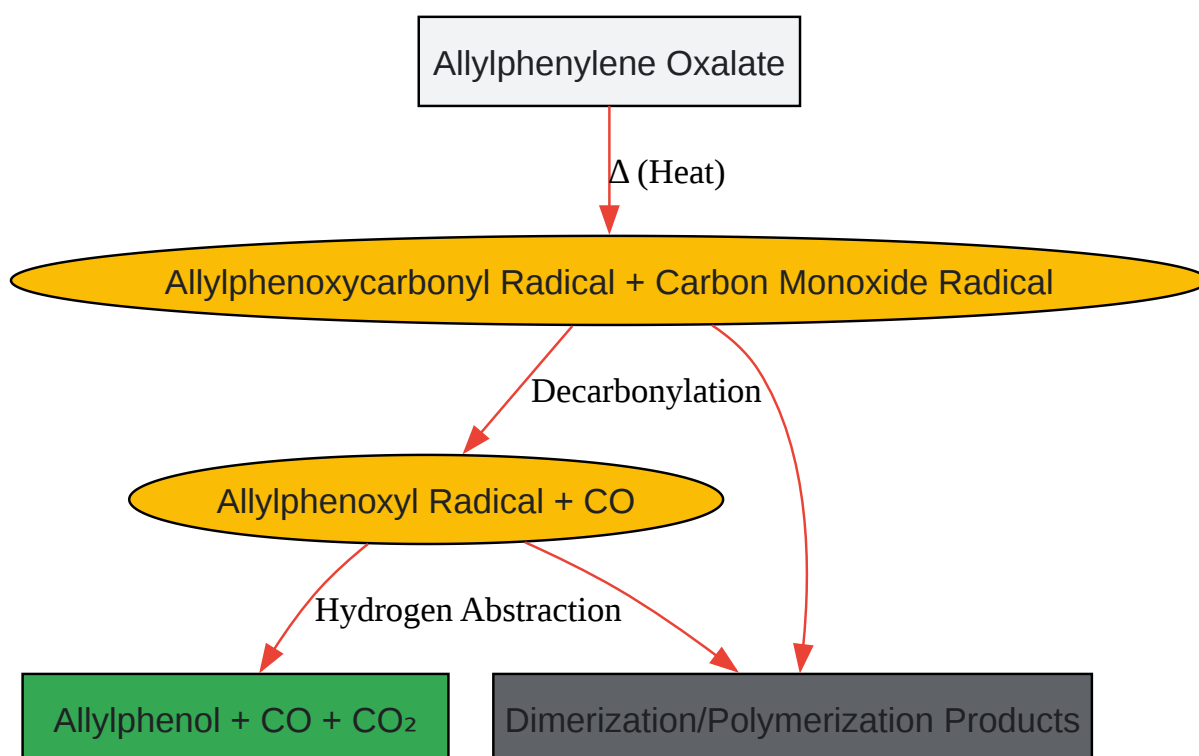 Allylphenylene Oxalate
Δ (Heat)
Allylphenoxycarbonyl Radical + Carbon Monoxide Radical
Decarbonylation
Allylphenoxyl Radical + CO
Hydrogen Abstraction
Allylphenol + CO + CO₂
Dimerization/Polymerization Products